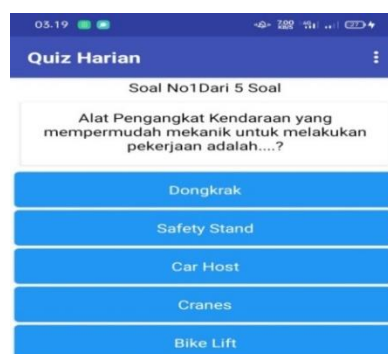 03.19
Quiz Harian
Soal No1Dari 5 Soal
Alat Pengangkat Kendaraan yang
mempermudah mekanik untuk melakukan
pekerjaan adalah....?
Dongkrak
Safety Stand
Car Host
Cranes
Bike Lift